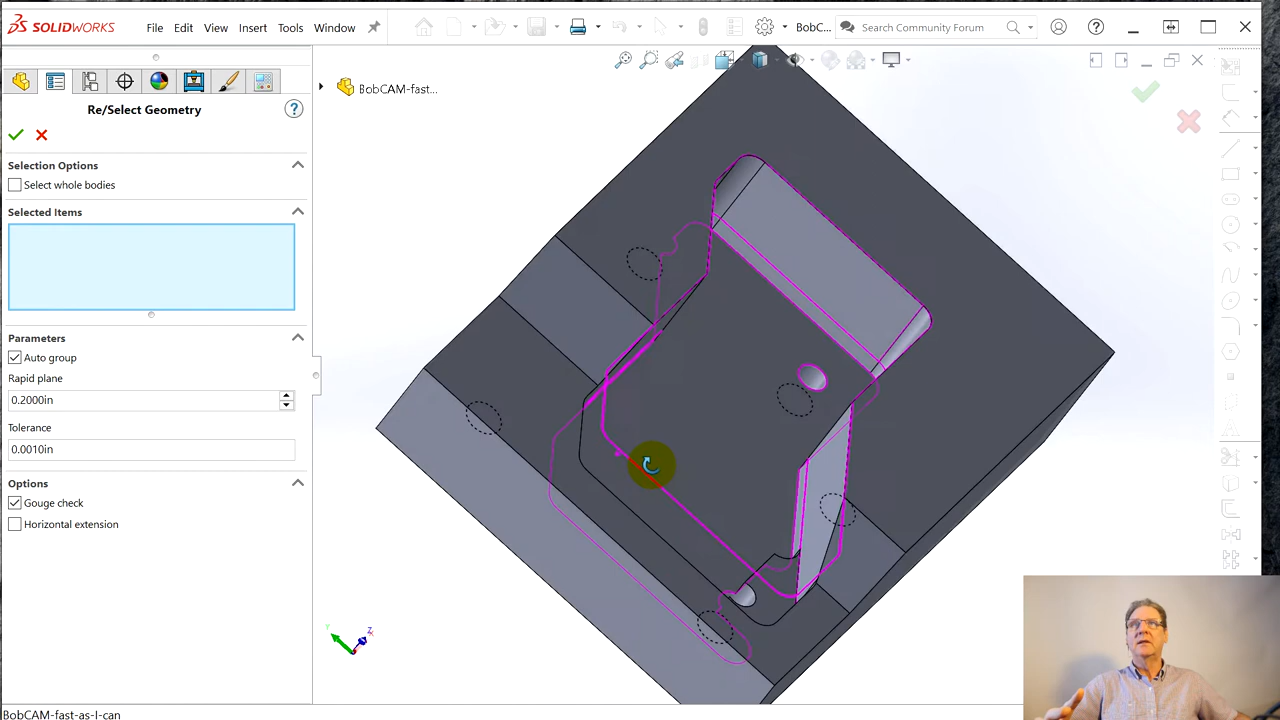 SOLIDWORKS
File Edit View Insert Tools Window
BobC...
Search Community Forum
Re/Select Geometry
BobCAM-fast...
Selection Options
Select whole bodies
Selected Items
Parameters
Auto group
Rapid plane
0.2000in
Tolerance
0.0010in
Options
Gouge check
Horizontal extension
Y
Z
BobCAM-fast-as-I-can